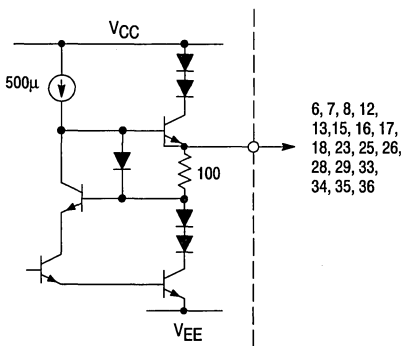 VCC
500μ
100
6, 7, 8, 12,
13,15, 16, 17,
18, 23, 25, 26,
28, 29, 33,
34, 35, 36
VEE